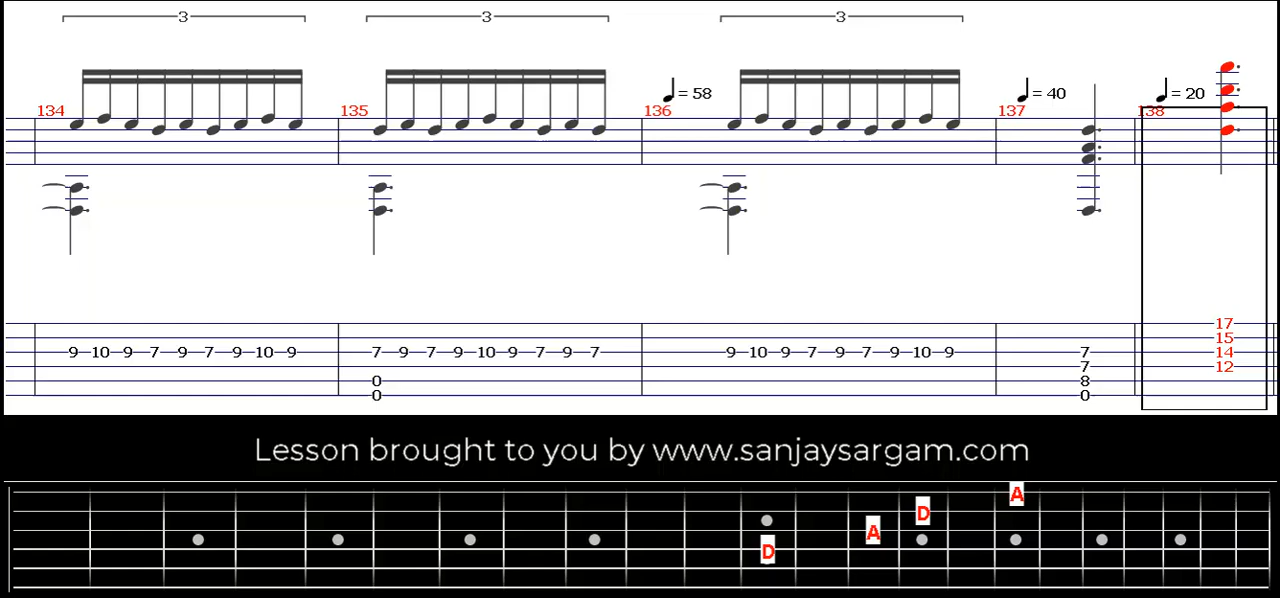 3 3 3
134 135 136 = 58 137 = 40 138 = 20
17
15
9 10 9 7 9 7 9 10 9 7 9 7 9 10 9 7 9 7 9 10 9 7 9 7 9 10 9 7 14
7 12
0 8
0 0
Lesson brought to you by www.sanjaysargam.com
A
D
A
D